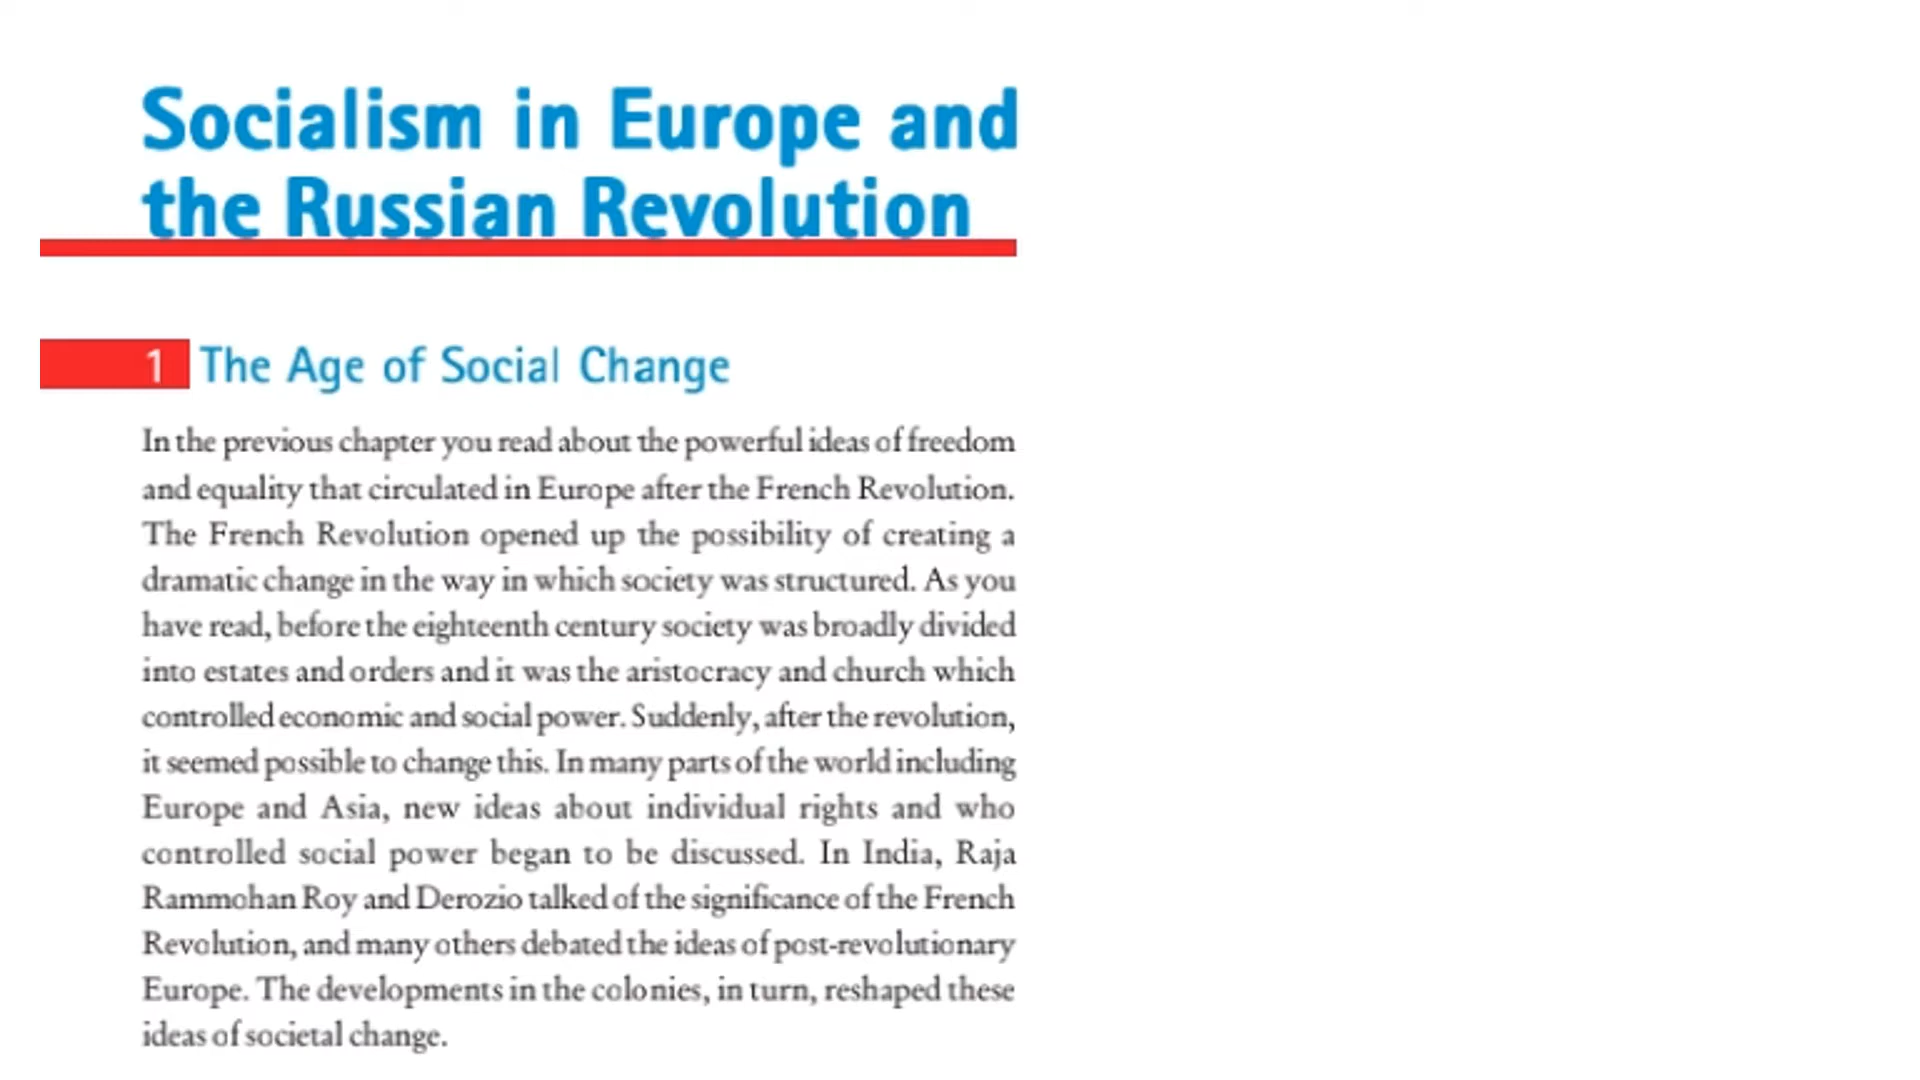 Socialism in Europe and
the Russian Revolution
1 The Age of Social Change
In the previous chapter you read about the powerful ideas of freedom
and equality that circulated in Europe after the French Revolution.
The French Revolution opened up the possibility of creating a
dramatic change in the way in which society was structured. As you
have read, before the eighteenth century society was broadly divided
into estates and orders and it was the aristocracy and church which
controlled economic and social power. Suddenly, after the revolution,
it seemed possible to change this. In many parts of the world including
Europe and Asia, new ideas about individual rights and who
controlled social power began to be discussed. In India, Raja
Rammohan Roy and Derozio talked of the significance of the French
Revolution, and many others debated the ideas of post-revolutionary
Europe. The developments in the colonies, in turn, reshaped these
ideas of societal change.